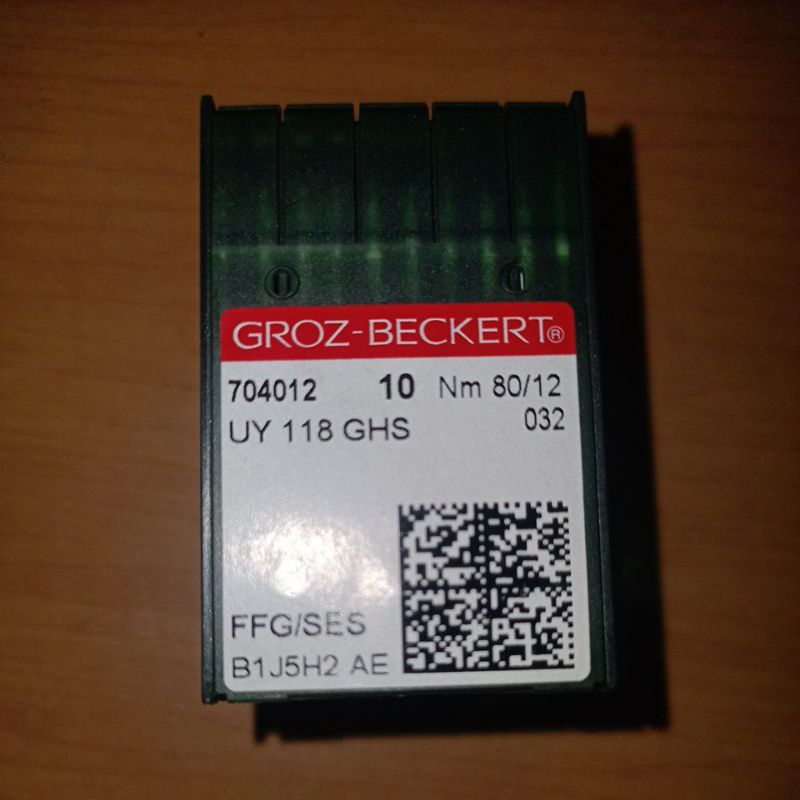 GROZ-BECKERT®
704012 10 Nm 80/12
UY 118 GHS 032
FFG/SES
B1J5H2 AE